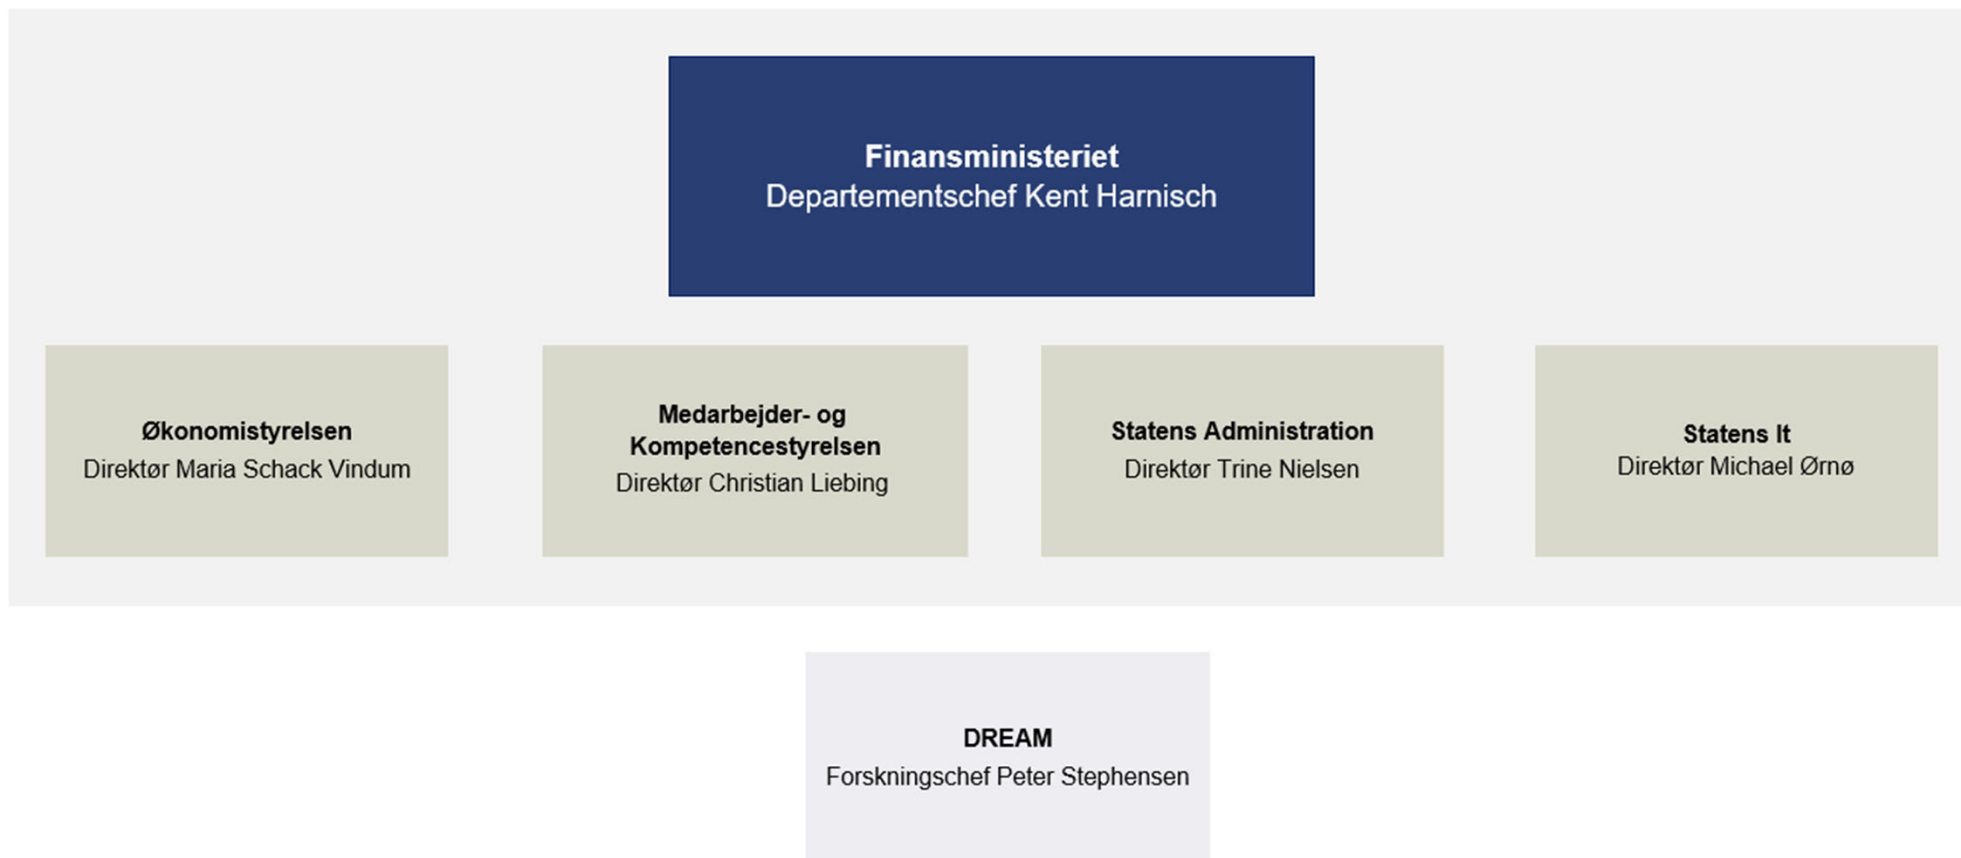 Finansministeriet
Departementschef Kent Harnisch
Økonomistyrelsen
Direktør Maria Schack Vindum
Medarbejder- og
Kompetencestyrelsen
Direktør Christian Liebing
Statens Administration
Direktør Trine Nielsen
Statens It
Direktør Michael Ørnø
DREAM
Forskningschef Peter Stephensen